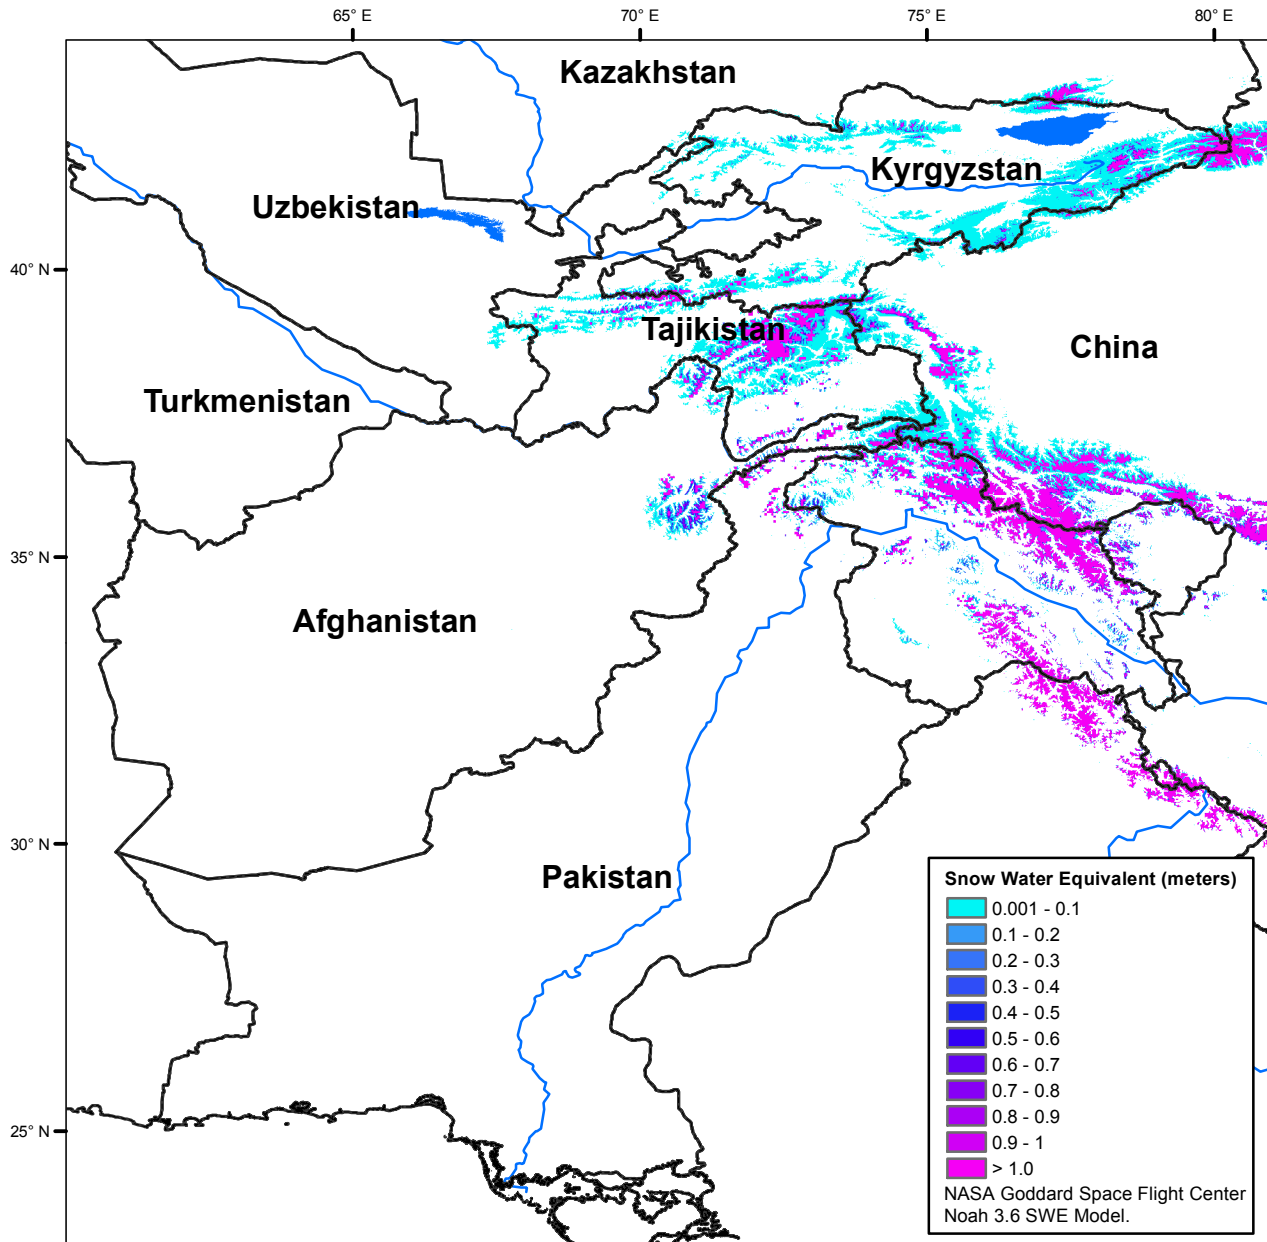 65° E
70° E
75° E
80° E
Kazakhstan
Kyrgyzstan
Uzbekistan
40° N
Tajikistan
China
Turkmenistan
35° N
Afghanistan
30° N
Pakistan
25° N
Snow Water Equivalent (meters)
0.001 - 0.1
0.1 - 0.2
0.2 - 0.3
0.3 - 0.4
0.4 - 0.5
0.5 - 0.6
0.6 - 0.7
0.7 - 0.8
0.8 - 0.9
0.9 - 1
> 1.0
NASA Goddard Space Flight Center
Noah 3.6 SWE Model.